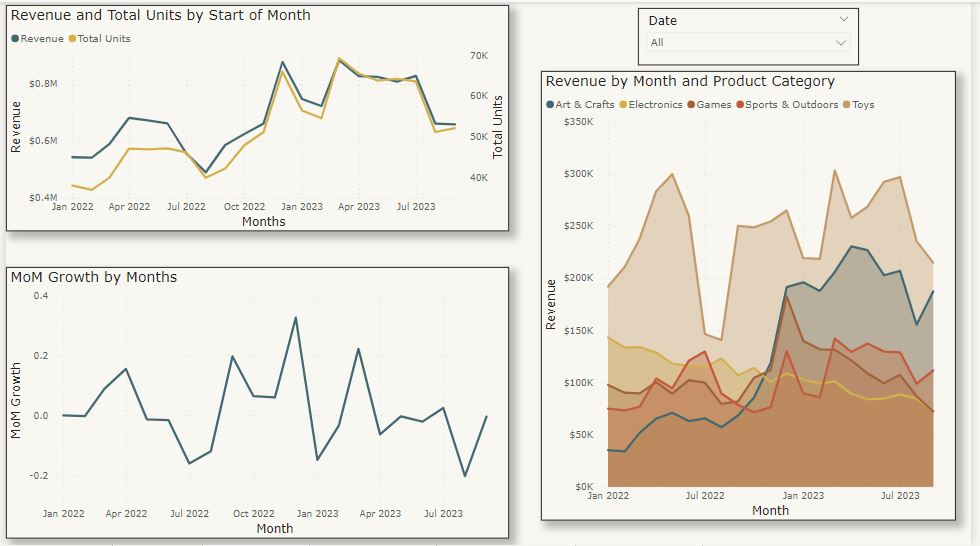 Revenue and Total Units by Start of Month
Revenue Total Units
Revenue
$0.8M
$0.6M
$0.4M
70K
60K
50K
40K
Total Units
Jan 2022 Apr 2022 Jul 2022 Oct 2022 Jan 2023 Apr 2023 Jul 2023
Months
MoM Growth by Months
MoM Growth
0.4
0.2
0.0
-0.2
Jan 2022 Apr 2022 Jul 2022 Oct 2022 Jan 2023 Apr 2023 Jul 2023
Month
Date
All
Revenue by Month and Product Category
Art & Crafts Electronics Games Sports & Outdoors Toys
Revenue
$350K
$300K
$250K
$200K
$150K
$100K
$50K
$0K
Jan 2022 Jul 2022 Jan 2023 Jul 2023
Month